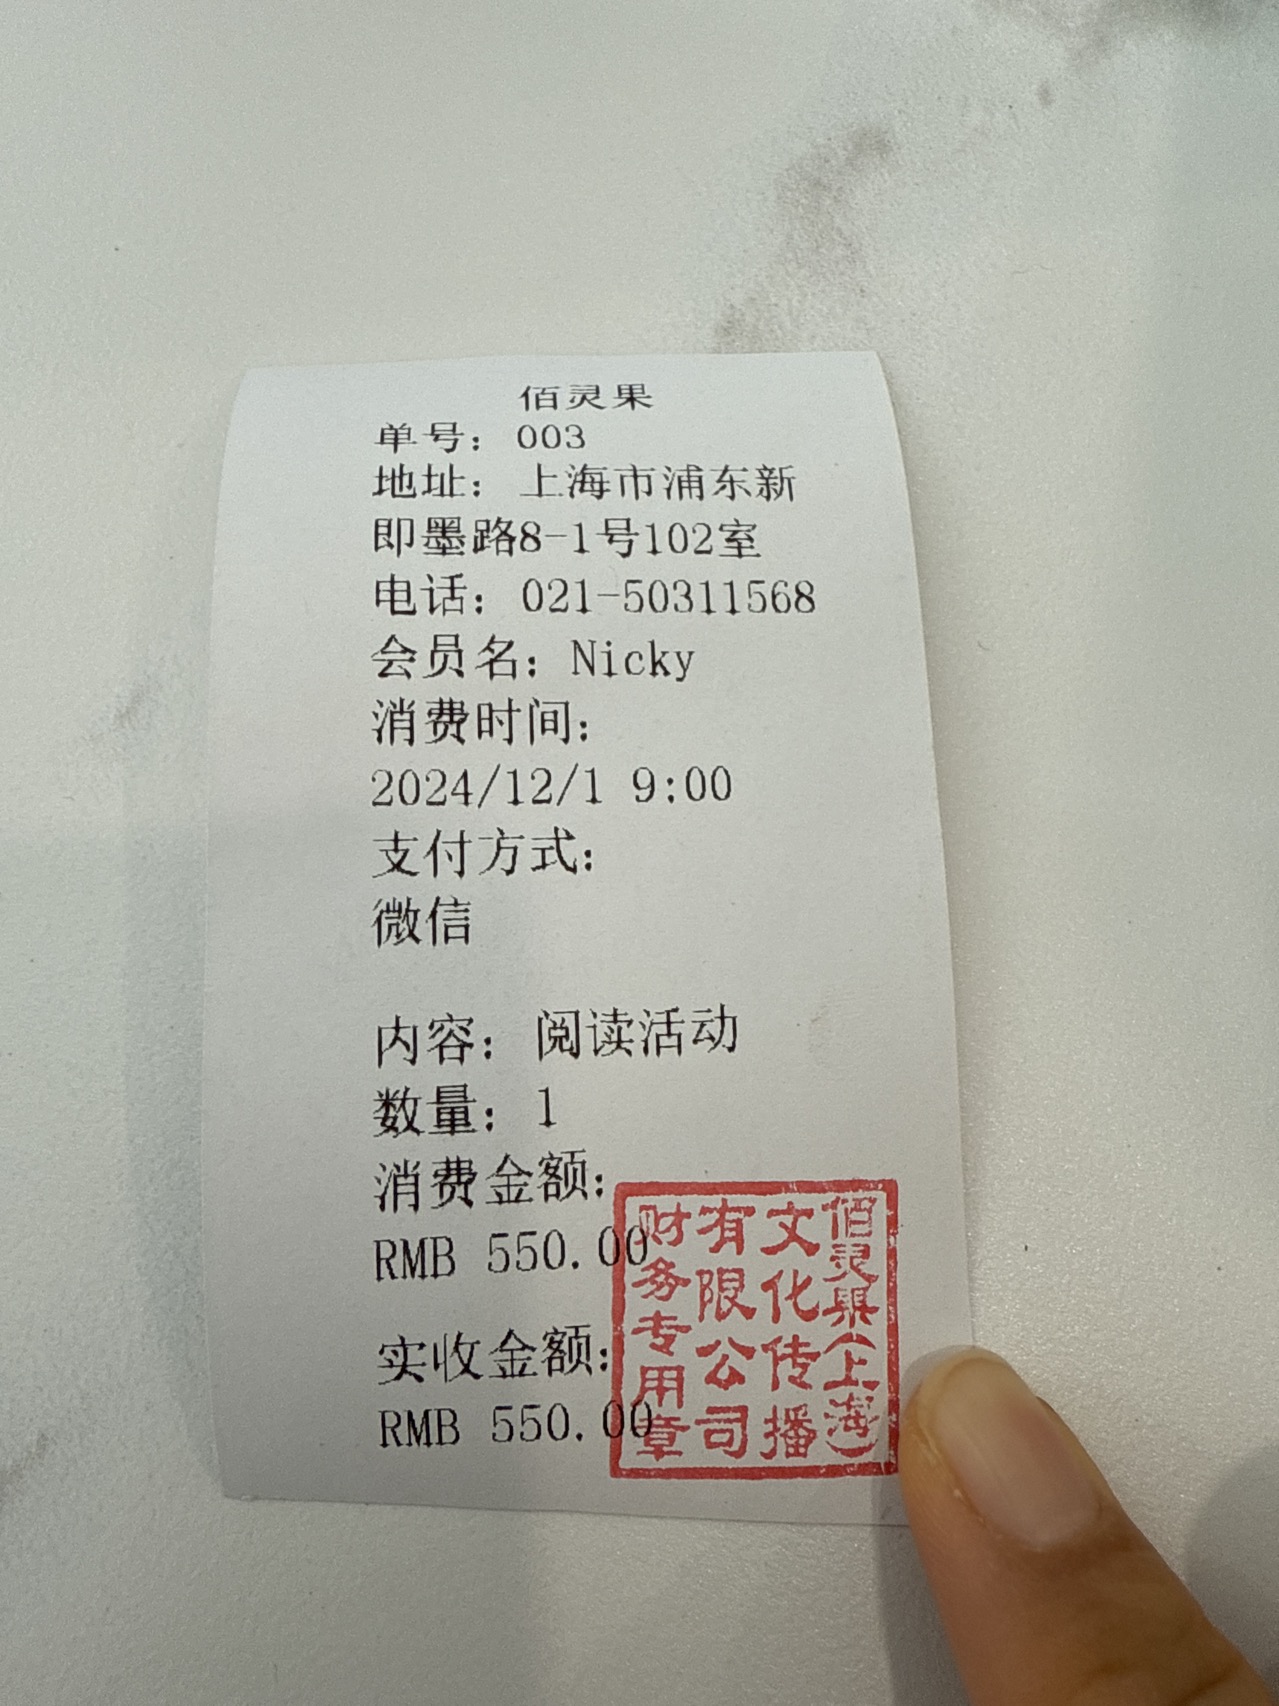 佰灵果
单号：003
地址：上海市浦东新
即墨路8-1号102室
电话：021-50311568
会员名：Nicky
消费时间：
2024/12/1 9:00
支付方式：
微信
内容：阅读活动
数量：1
消费金额：
RMB 550.00
实收金额：
RMB 550.00
佰灵果(上海)
文化传播
有限公司
财务专用章